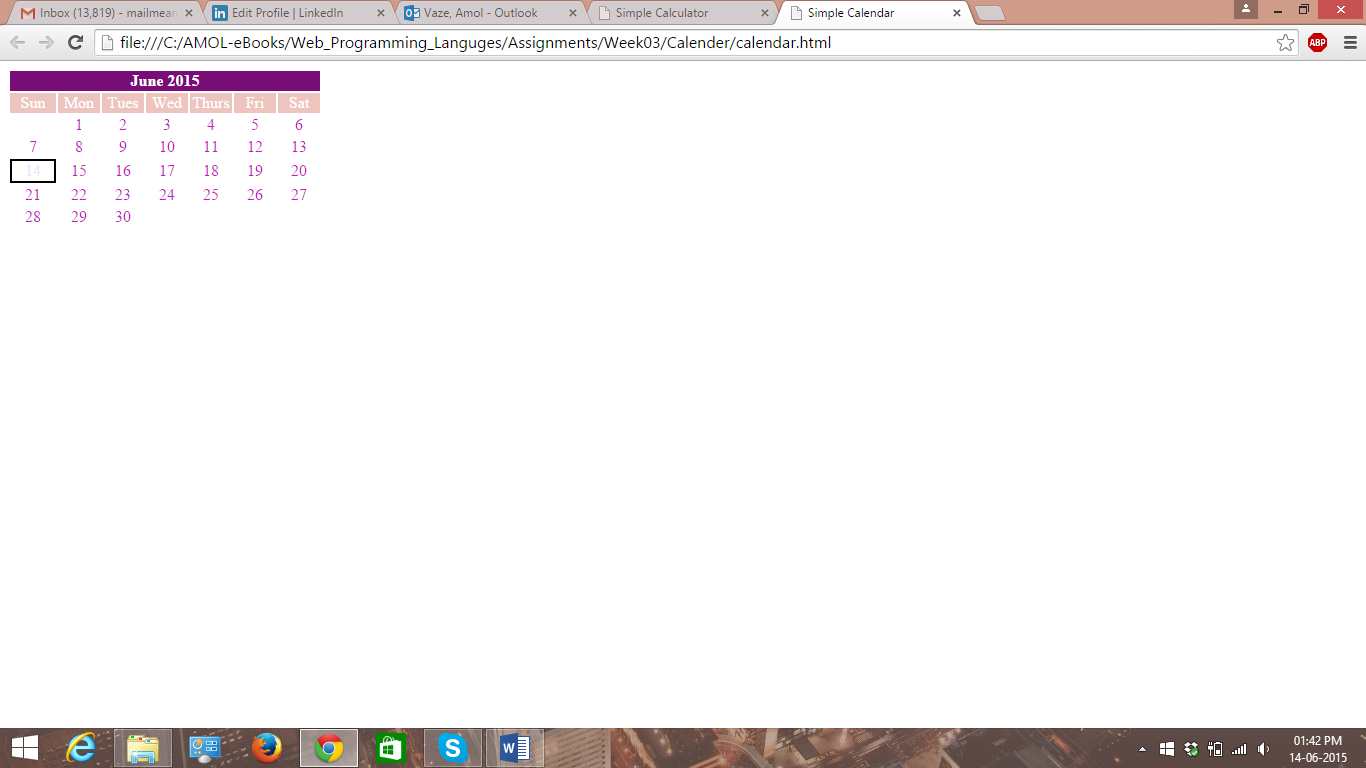 Inbox (13,819) - mailmear Edit Profile | LinkedIn Vaze, Amol - Outlook Simple Calculator Simple Calendar
file:///C:/AMOL-eBooks/Web_Programming_Languges/Assignments/Week03/Calender/calendar.html ABP
June 2015
Sun Mon Tues Wed Thurs Fri Sat
1 2 3 4 5 6
7 8 9 10 11 12 13
14 15 16 17 18 19 20
21 22 23 24 25 26 27
28 29 30
01:42 PM
14-06-2015